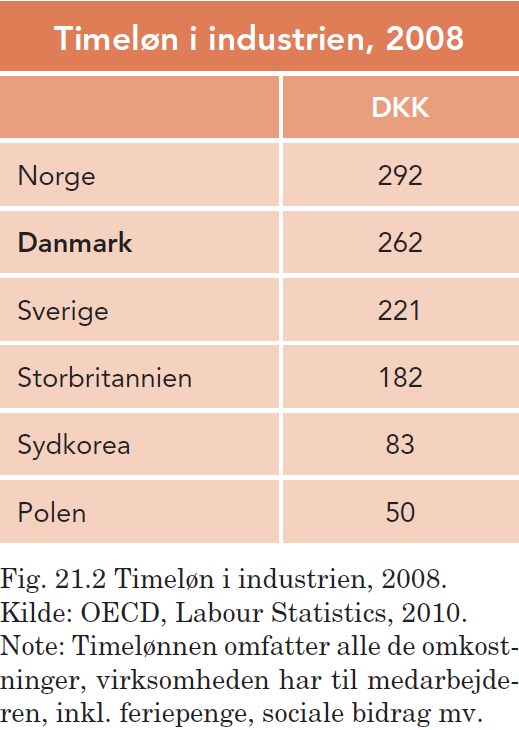 Timeløn i industrien, 2008
DKK
Norge 292
Danmark 262
Sverige 221
Storbritannien 182
Sydkorea 83
Polen 50
Fig. 21.2 Timeløn i industrien, 2008.
Kilde: OECD, Labour Statistics, 2010.
Note: Timelønnen omfatter alle de omkost-
ninger, virksomheden har til medarbejde-
ren, inkl. feriepenge, sociale bidrag mv.